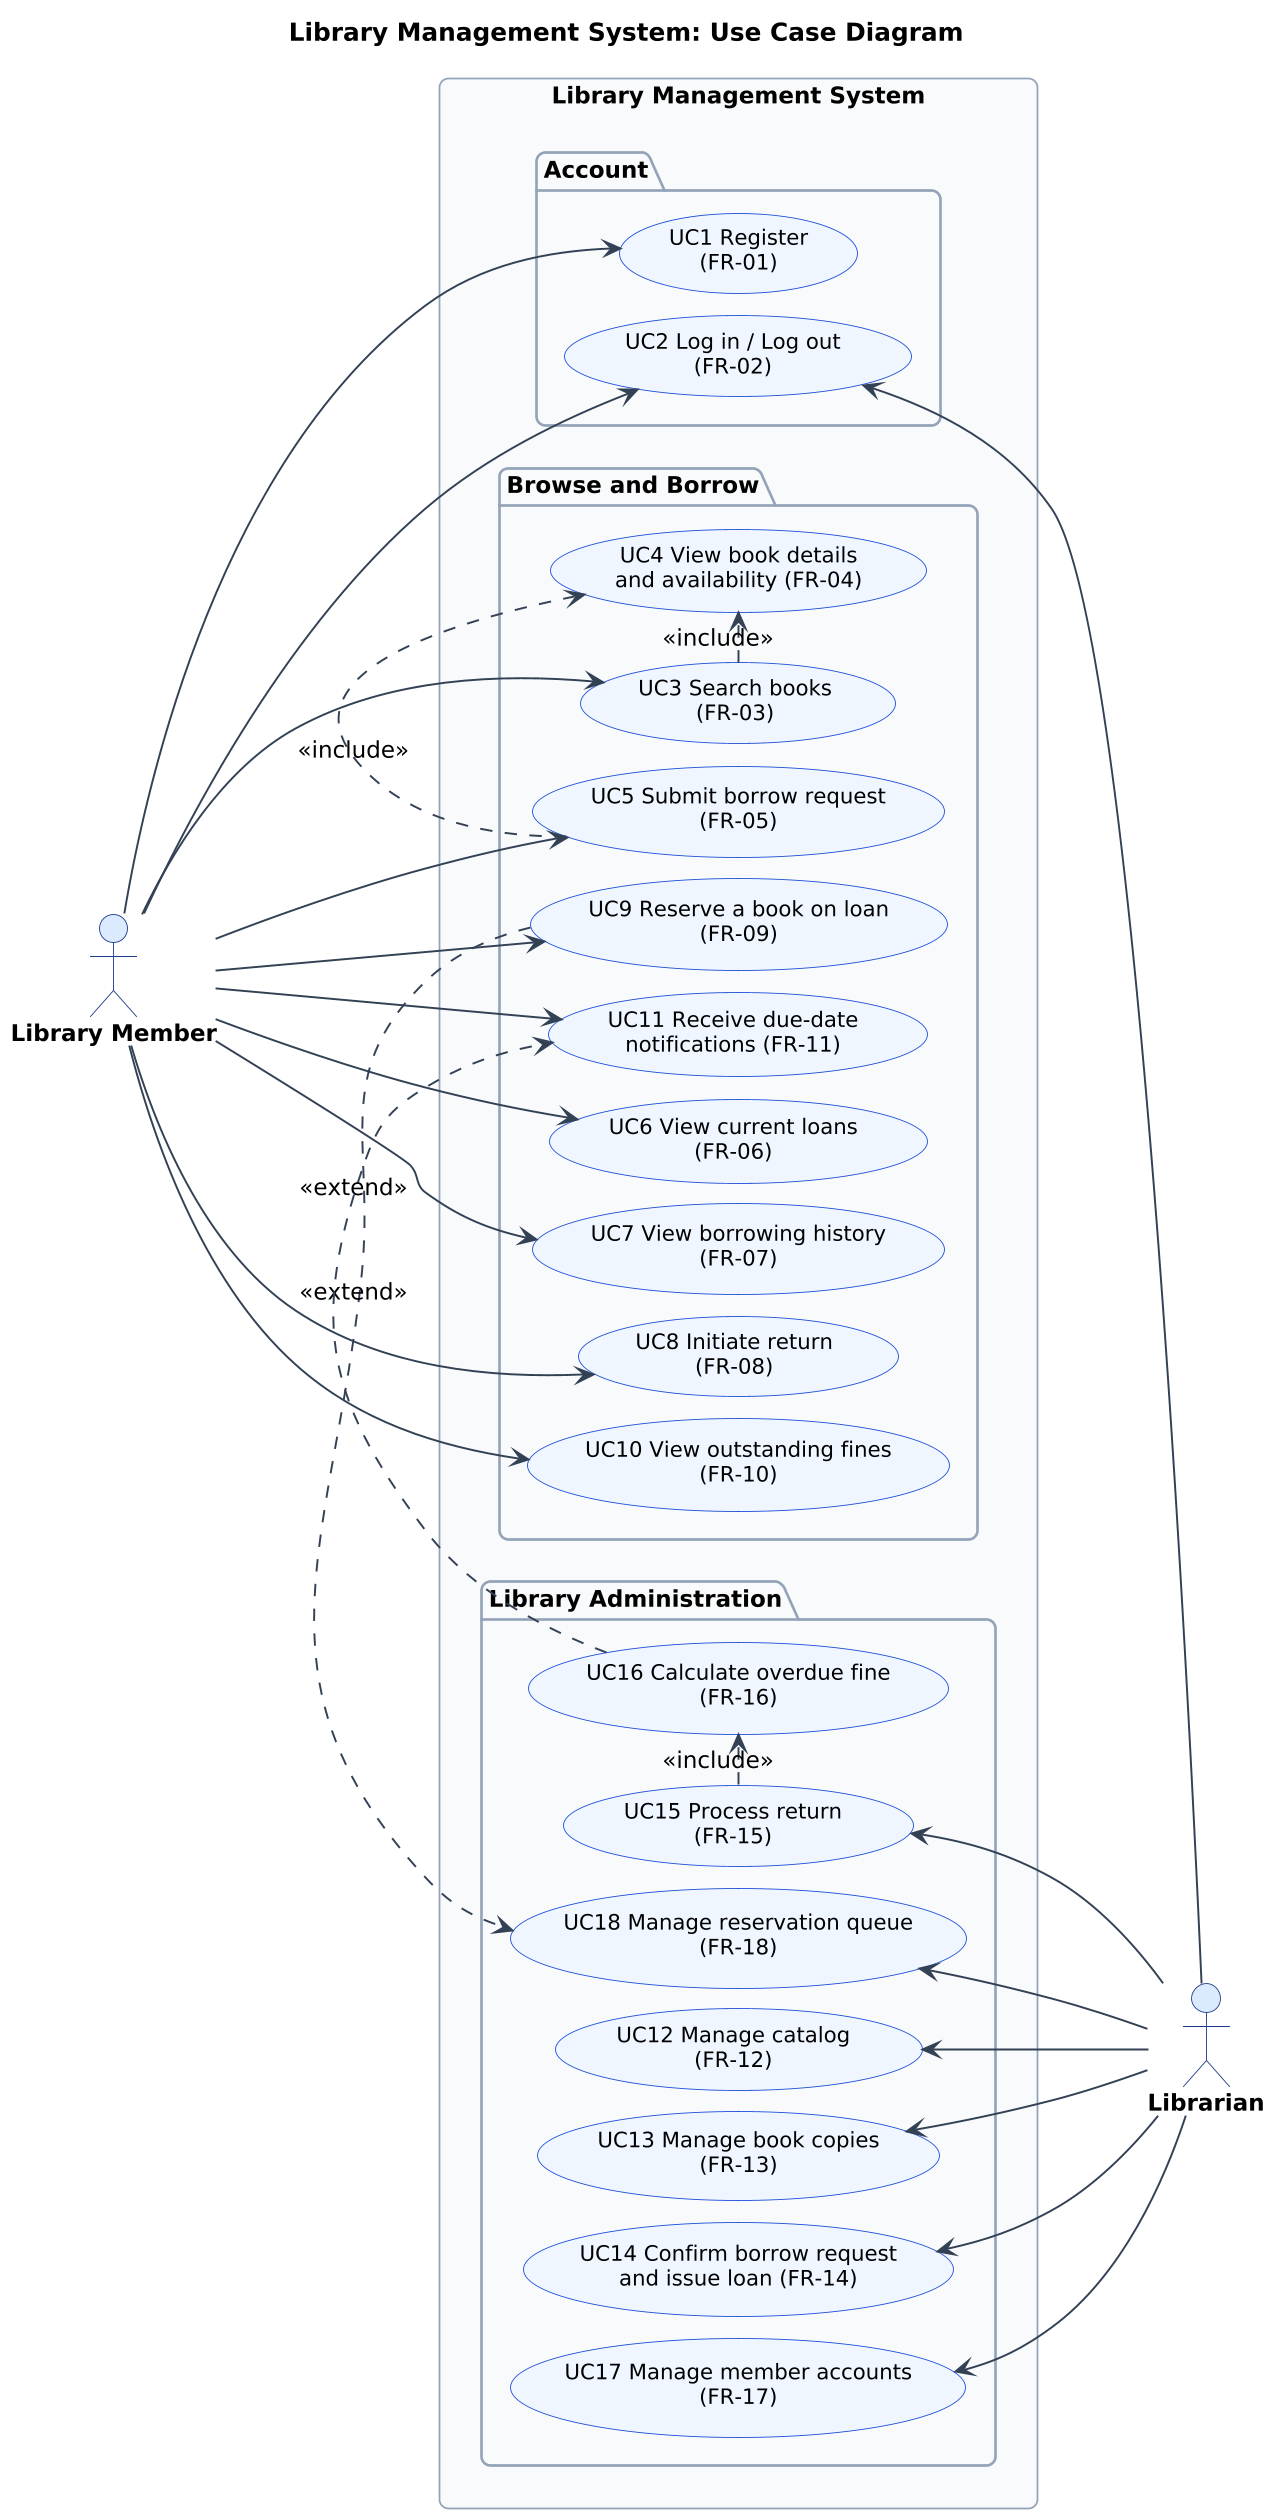 Library Management System: Use Case Diagram
Library Management System
Account
UC1 Register
(FR-01)
UC2 Log in / Log out
(FR-02)
Browse and Borrow
UC4 View book details
and availability (FR-04)
«include»
UC3 Search books
(FR-03)
«include»
UC5 Submit borrow request
(FR-05)
UC9 Reserve a book on loan
(FR-09)
Library Member
UC11 Receive due-date
notifications (FR-11)
UC6 View current loans
(FR-06)
«extend»
UC7 View borrowing history
(FR-07)
«extend»
UC8 Initiate return
(FR-08)
UC10 View outstanding fines
(FR-10)
Library Administration
UC16 Calculate overdue fine
(FR-16)
«include»
UC15 Process return
(FR-15)
UC18 Manage reservation queue
(FR-18)
UC12 Manage catalog
(FR-12)
Librarian
UC13 Manage book copies
(FR-13)
UC14 Confirm borrow request
and issue loan (FR-14)
UC17 Manage member accounts
(FR-17)